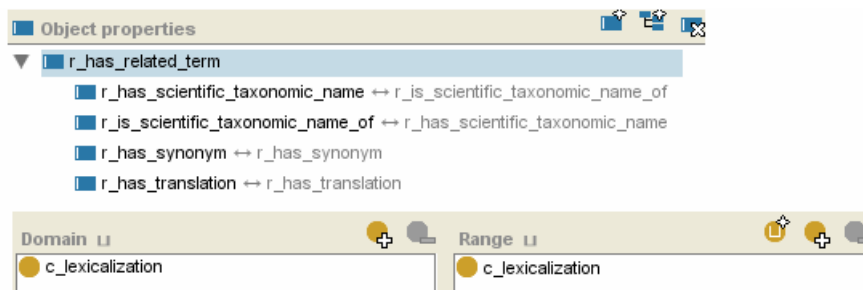 Object properties
r_has_related_term
r_has_scientific_taxonomic_name ↔ r_is_scientific_taxonomic_name_of
r_is_scientific_taxonomic_name_of ↔ r_has_scientific_taxonomic_name
r_has_synonym ↔ r_has_synonym
r_has_translation ↔ r_has_translation
Domain ⊔
Range ⊔
c_lexicalization
c_lexicalization